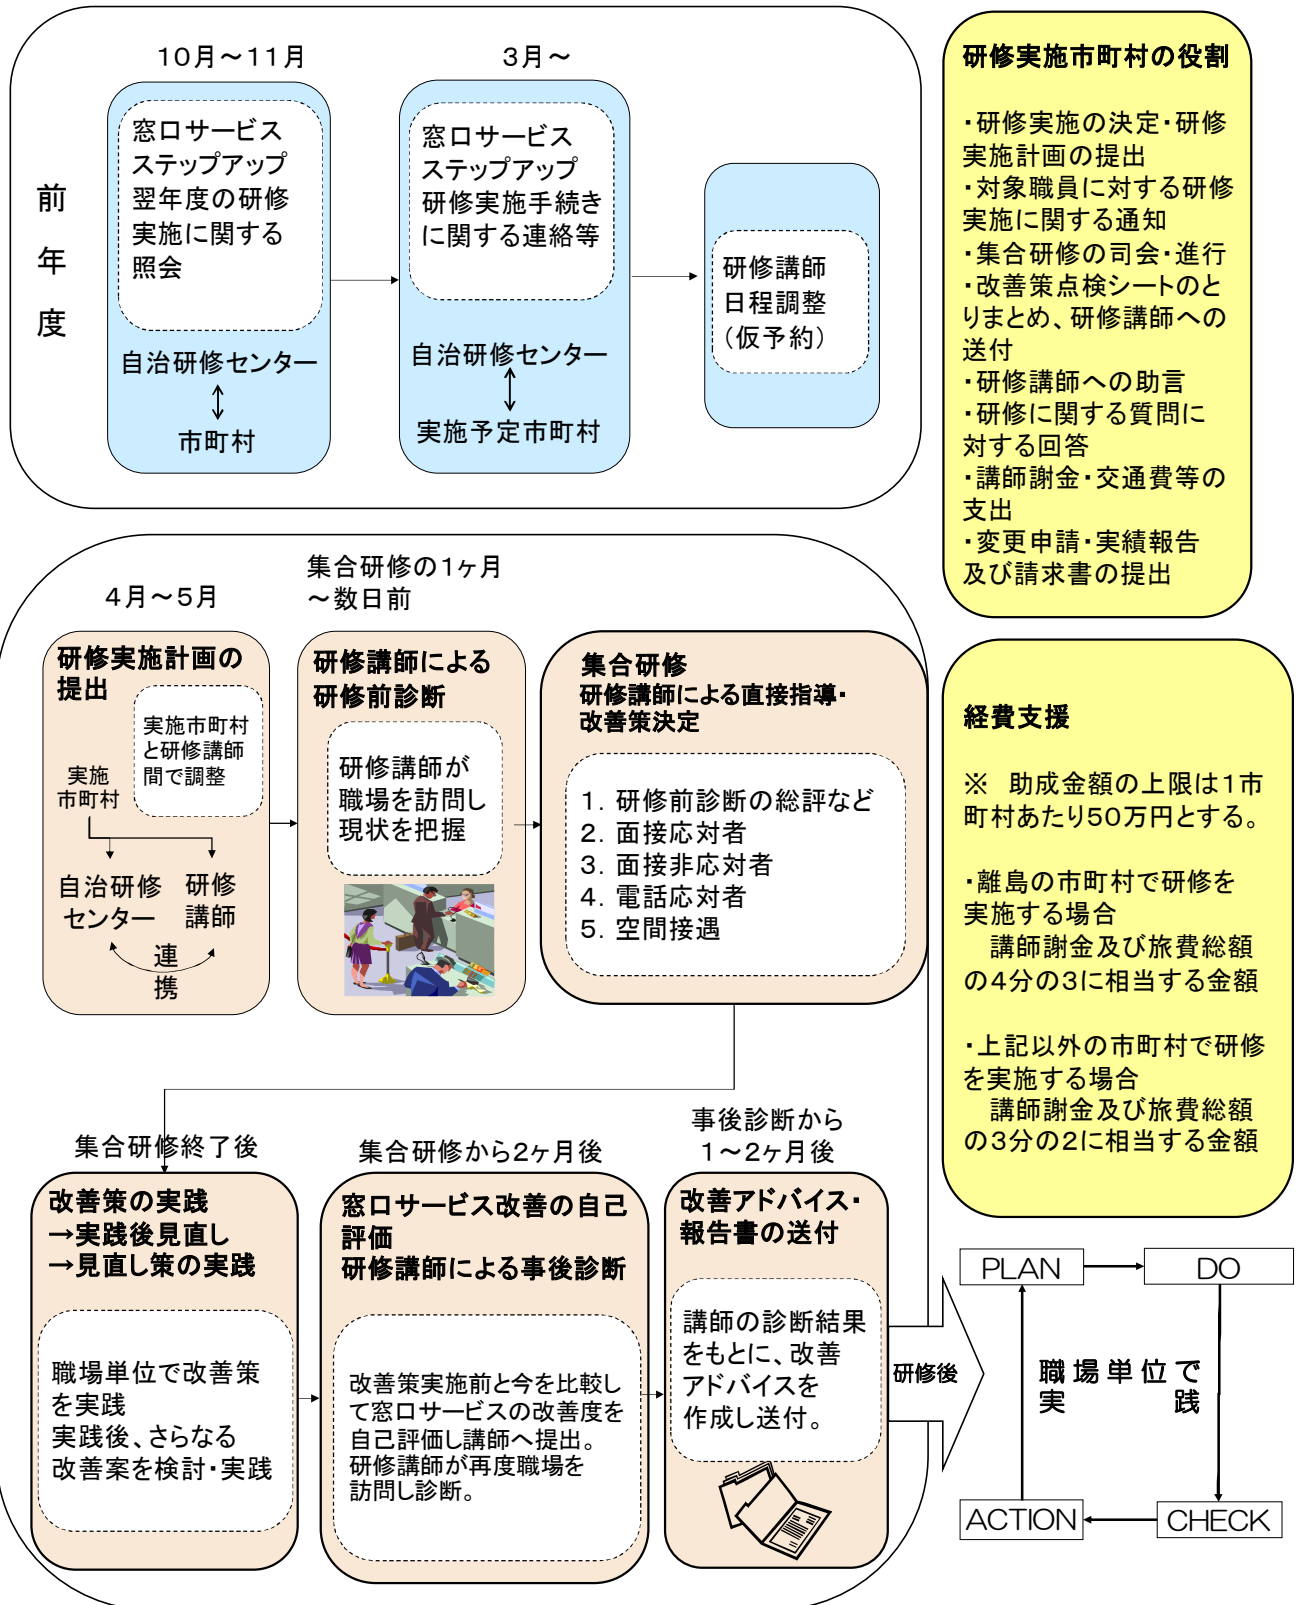 前
年
度
10月～11月
窓口サービス
ステップアップ
翌年度の研修
実施に関する
照会
自治研修センター
市町村
3月～
窓口サービス
ステップアップ
研修実施手続き
に関する連絡等
自治研修センター
実施予定市町村
研修講師
日程調整
(仮予約)
研修実施市町村の役割
・研修実施の決定・研修
実施計画の提出
・対象職員に対する研修
実施に関する通知
・集合研修の司会・進行
・改善策点検シートのと
りまとめ、研修講師への
送付
・研修講師への助言
・研修に関する質問に
対する回答
・講師謝金・交通費等の
支出
・変更申請・実績報告
及び請求書の提出
4月～5月
研修実施計画の
提出
実施市町村
と研修講師
間で調整
実施
市町村
自治研修
センター
研修
講師
連
携
集合研修の1ヶ月
～数日前
研修講師による
研修前診断
研修講師が
職場を訪問し
現状を把握
集合研修
研修講師による直接指導・
改善策決定
1. 研修前診断の総評など
2. 面接応対者
3. 面接非応対者
4. 電話応対者
5. 空間接遇
経費支援
※　助成金額の上限は1市
町村あたり50万円とする。
・離島の市町村で研修を
実施する場合
講師謝金及び旅費総額
の4分の3に相当する金額
・上記以外の市町村で研修
を実施する場合
講師謝金及び旅費総額
の3分の2に相当する金額
集合研修終了後
改善策の実践
→実践後見直し
→見直し策の実践
職場単位で改善策
を実践
実践後、さらなる
改善案を検討・実践
集合研修から2ヶ月後
窓口サービス改善の自己
評価
研修講師による事後診断
改善策実施前と今を比較し
て窓口サービスの改善度を
自己評価し講師へ提出。
研修講師が再度職場を
訪問し診断。
事後診断から
1～2ヶ月後
改善アドバイス・
報告書の送付
講師の診断結果
をもとに、改善
アドバイスを
作成し送付。
研修後
PLAN
DO
職場単位で
実　　　践
ACTION
CHECK